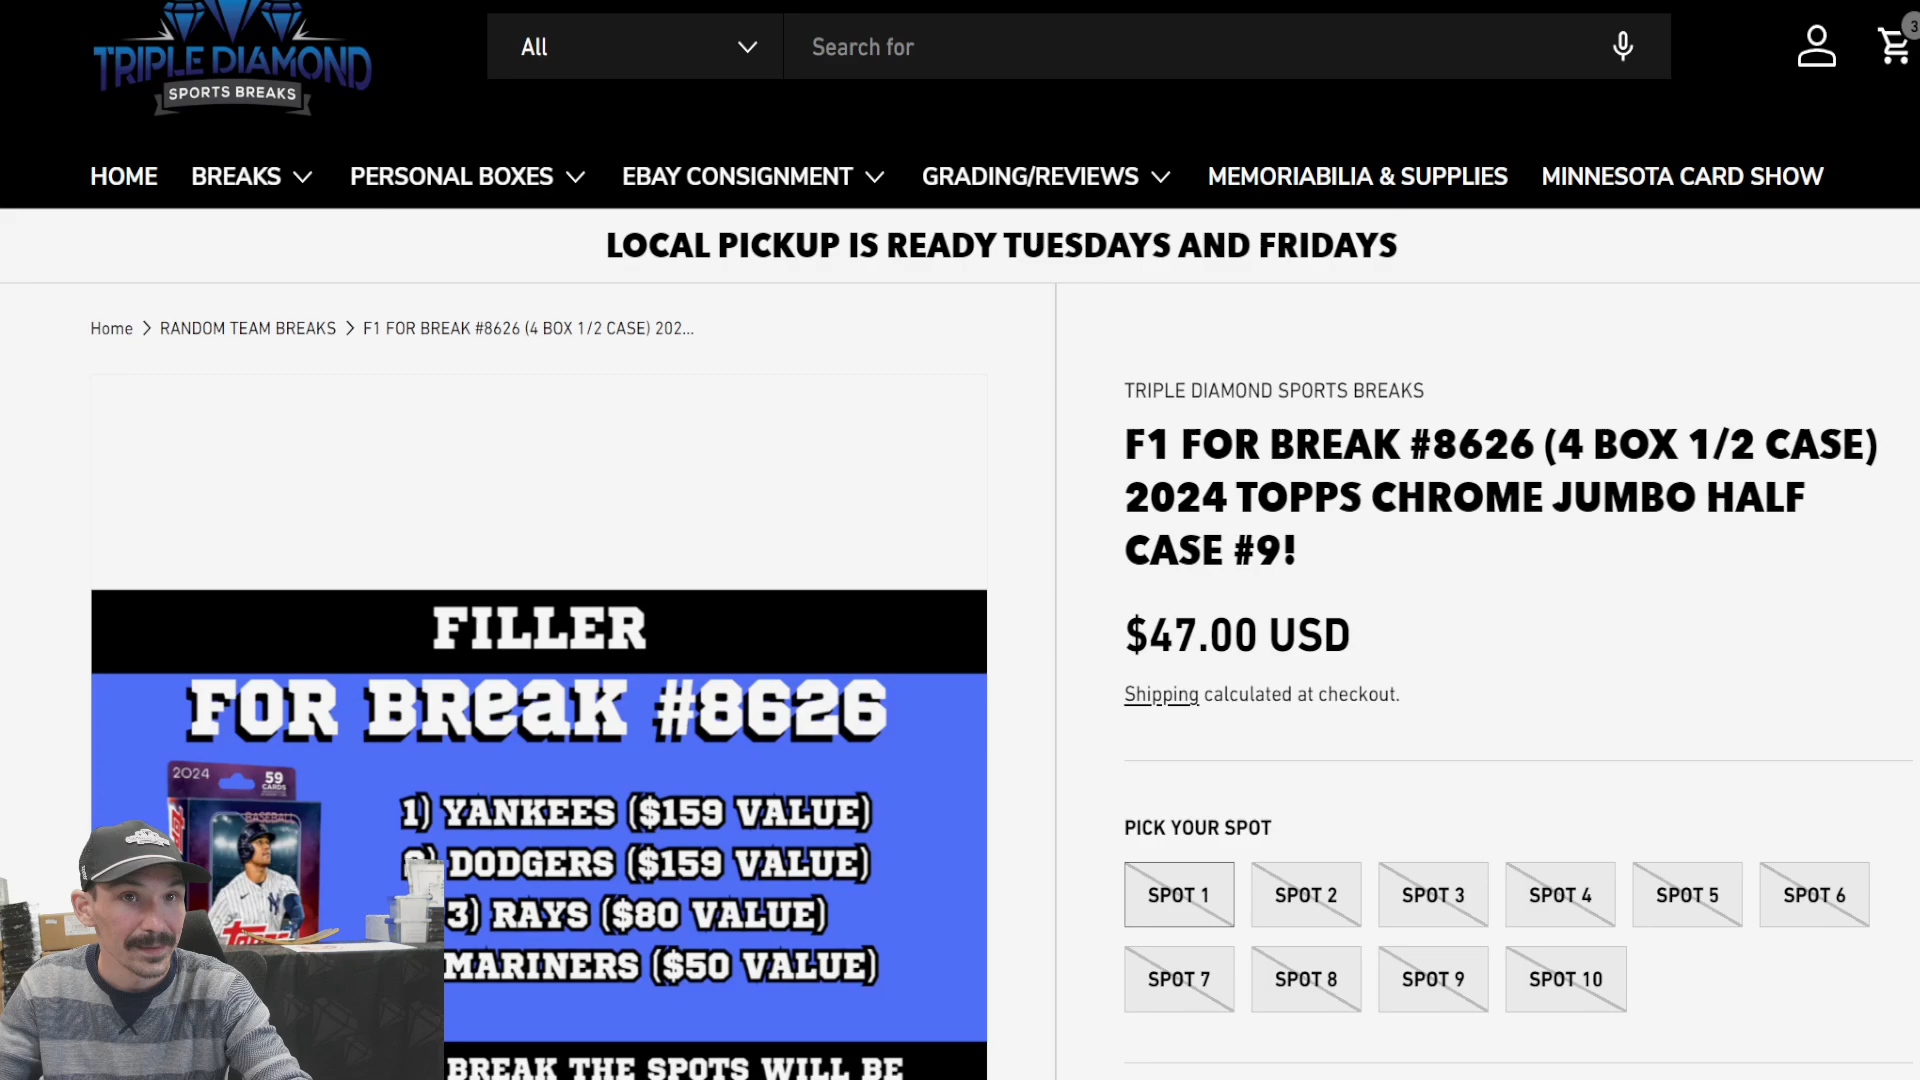 TRIPLE DIAMOND
SPORTS BREAKS
All
Search for
3
HOME
BREAKS
PERSONAL BOXES
EBAY CONSIGNMENT
GRADING/REVIEWS
MEMORIABILIA & SUPPLIES
MINNESOTA CARD SHOW
LOCAL PICKUP IS READY TUESDAYS AND FRIDAYS
Home > RANDOM TEAM BREAKS > F1 FOR BREAK #8626 (4 BOX 1/2 CASE) 202...
FILLER
FOR BREAK #8626
2024
59
CARDS
BASEBALL
1) YANKEES ($159 VALUE)
DODGERS ($159 VALUE)
3) RAYS ($80 VALUE)
MARINERS ($50 VALUE)
BREAK THE SPOTS WILL BE
TRIPLE DIAMOND SPORTS BREAKS
F1 FOR BREAK #8626 (4 BOX 1/2 CASE)
2024 TOPPS CHROME JUMBO HALF
CASE #9!
$47.00 USD
Shipping calculated at checkout.
PICK YOUR SPOT
SPOT 1
SPOT 2
SPOT 3
SPOT 4
SPOT 5
SPOT 6
SPOT 7
SPOT 8
SPOT 9
SPOT 10